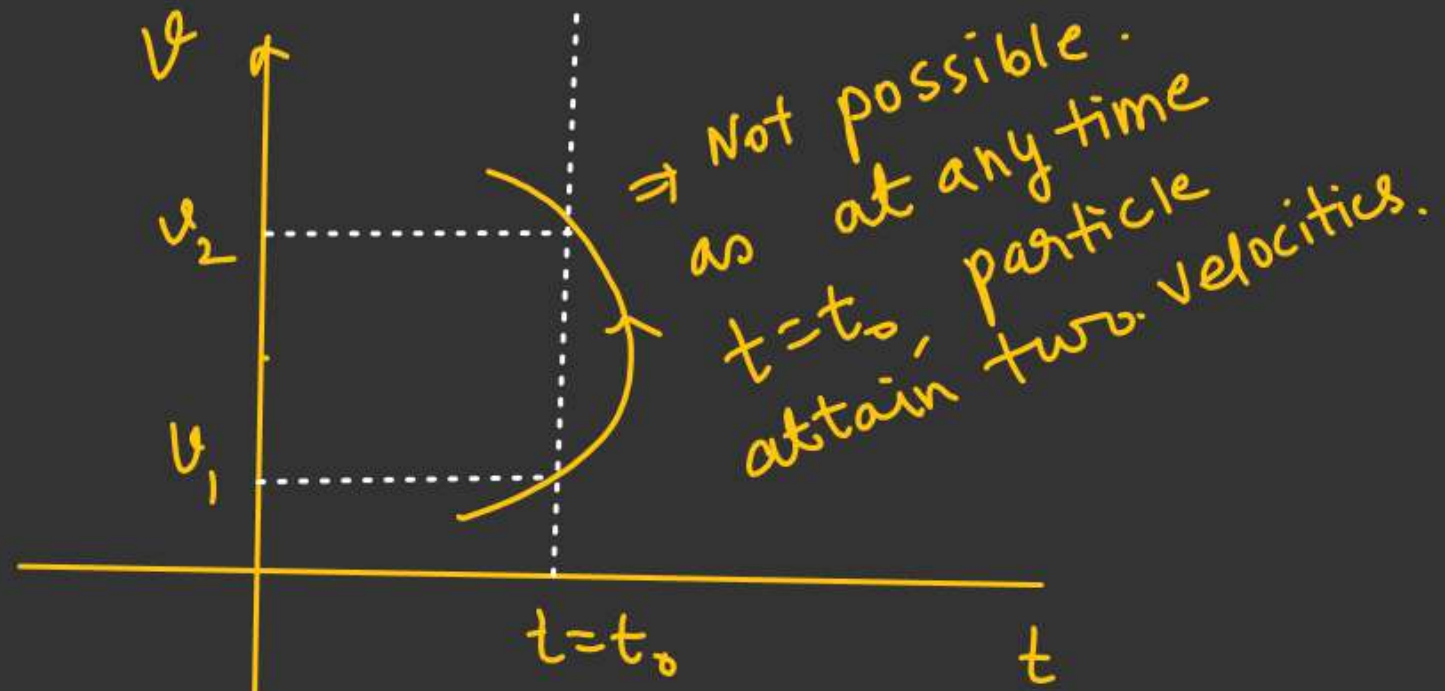 v
⇒ Not possible.
as at any time
t=t₀, particle
attain two velocities.
v₂
v₁
t=t₀
t